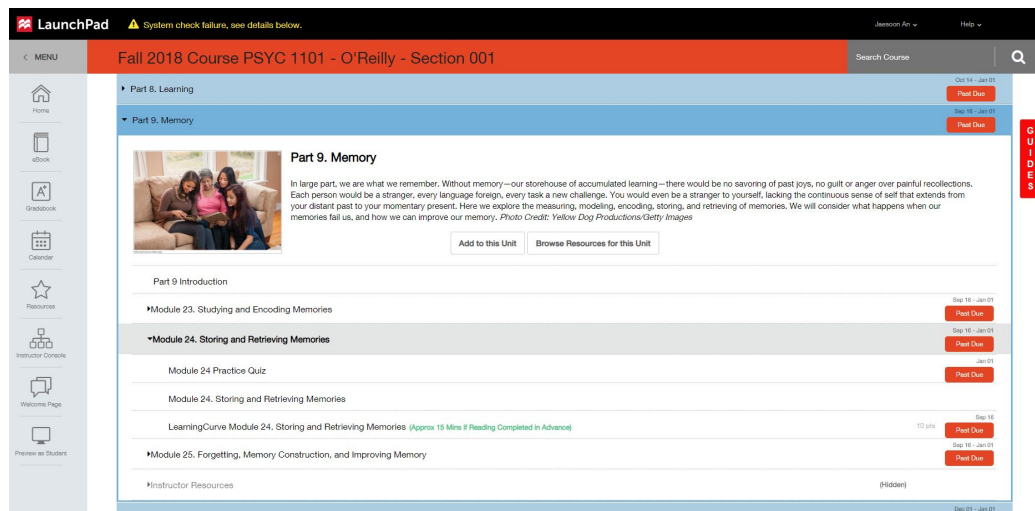 LaunchPad
System check failure, see details below.
Jaesoon An
Help
< MENU
Fall 2018 Course PSYC 1101 - O'Reilly - Section 001
Search Course
Home
eBook
Gradebook
Calendar
Resources
Instructor Console
Welcome Page
Preview as Student
Part 8. Learning
Oct 14 - Jan 01
Past Due
Part 9. Memory
Sep 16 - Jan 01
Past Due
Part 9. Memory
In large part, we are what we remember. Without memory—our storehouse of accumulated learning—there would be no savoring of past joys, no guilt or anger over painful recollections.
Each person would be a stranger, every language foreign, every task a new challenge. You would even be a stranger to yourself, lacking the continuous sense of self that extends from
your distant past to your momentary present. Here we explore the measuring, modeling, encoding, storing, and retrieving of memories. We will consider what happens when our
memories fail us, and how we can improve our memory. Photo Credit: Yellow Dog Productions/Getty Images
Add to this Unit
Browse Resources for this Unit
Part 9 Introduction
Module 23. Studying and Encoding Memories
Sep 16 - Jan 01
Past Due
Module 24. Storing and Retrieving Memories
Sep 16 - Jan 01
Past Due
Module 24 Practice Quiz
Jan 01
Past Due
Module 24. Storing and Retrieving Memories
LearningCurve Module 24. Storing and Retrieving Memories (Approx 15 Mins if Reading Completed in Advance)
10 pts
Sep 16
Past Due
Module 25. Forgetting, Memory Construction, and Improving Memory
Sep 16 - Jan 01
Past Due
Instructor Resources
(Hidden)
Dec 01 - Jan 01
GUIDES